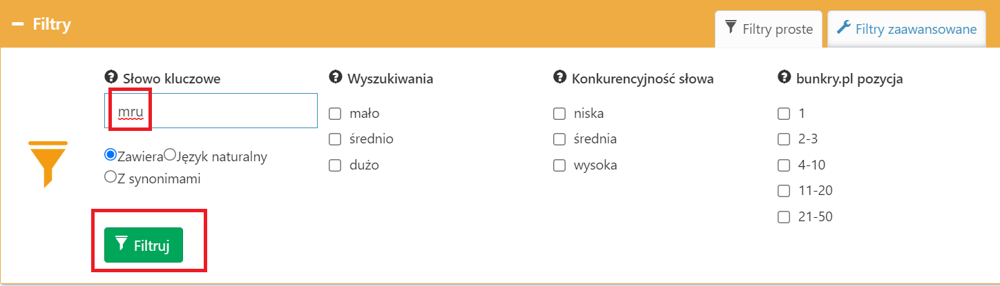 Filtry
Filtry proste
Filtry zaawansowane
Słowo kluczowe
mru
Zawiera Język naturalny
Z synonimami
Filtruj
Wyszukiwania
mało
średnio
dużo
Konkurencyjność słowa
niska
średnia
wysoka
bunkry.pl pozycja
1
2-3
4-10
11-20
21-50